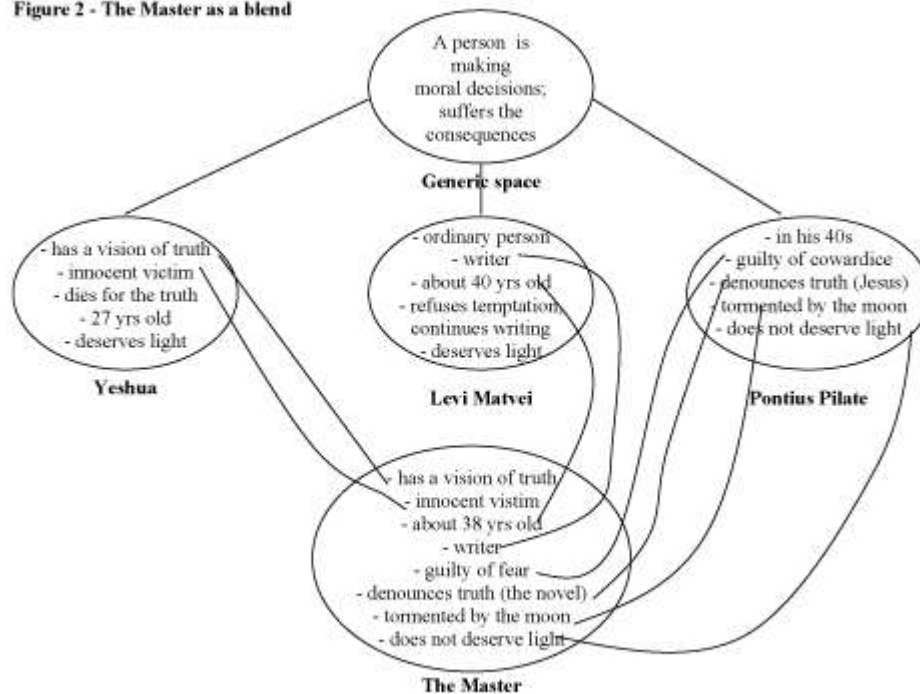 Figure 2 - The Master as a blend
A person is
making
moral decisions;
suffers the
consequences
Generic space
- has a vision of truth
- innocent victim
- dies for the truth
- 27 yrs old
- deserves light
Yeshua
- ordinary person
- writer
- about 40 yrs old
- refuses temptation,
continues writing
- deserves light
Levi Matvei
- in his 40s
- guilty of cowardice
- denounces truth (Jesus)
- tormented by the moon
- does not deserve light
Pontius Pilate
- has a vision of truth
- innocent vistim
- about 38 yrs old
- writer
- guilty of fear
- denounces truth (the novel)
- tormented by the moon
- does not deserve light
The Master